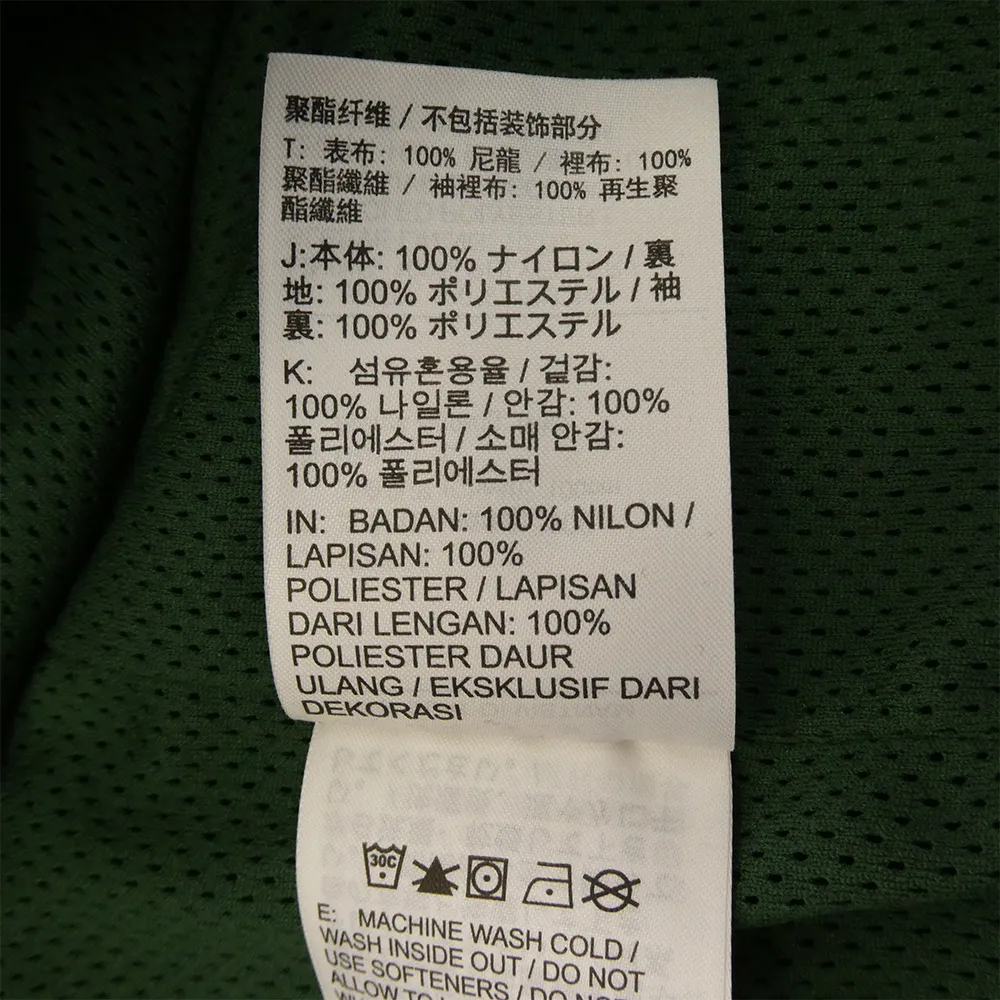 聚酯纤维 / 不包括装饰部分
T: 表布: 100% 尼龍 / 裡布: 100%
聚酯纖維 / 袖裡布: 100% 再生聚
酯纖維
J:本体: 100% ナイロン / 裏
地: 100% ポリエステル / 袖
裏: 100% ポリエステル
K: 섬유혼용율 / 겉감:
100% 나일론 / 안감: 100%
폴리에스터 / 소매 안감:
100% 폴리에스터
IN: BADAN: 100% NILON /
LAPISAN: 100%
POLIESTER / LAPISAN
DARI LENGAN: 100%
POLIESTER DAUR
ULANG / EKSKLUSIF DARI
DEKORASI
30C
E: MACHINE WASH COLD /
WASH INSIDE OUT / DO NOT
USE SOFTENERS / DO NOT
ALLOW TO